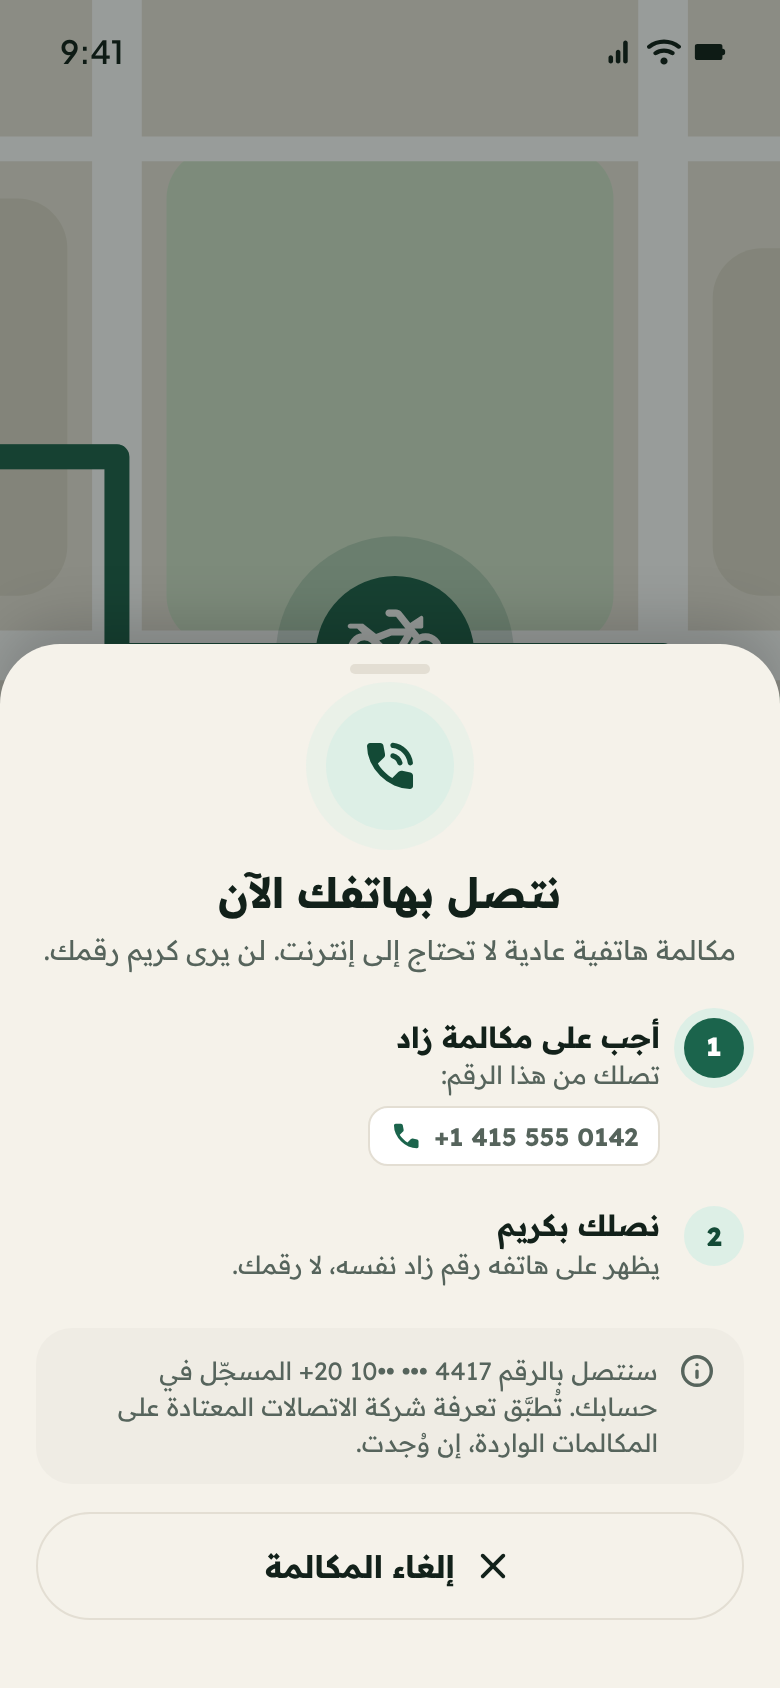 9:41
نتصل بهاتفك الآن
مكالمة هاتفية عادية لا تحتاج إلى إنترنت. لن يرى كريم رقمك.
1
أجب على مكالمة زاد
تصلك من هذا الرقم:
+1 415 555 0142
2
نصلك بكريم
يظهر على هاتفه رقم زاد نفسه، لا رقمك.
سنتصل بالرقم ‎+20 10•• ••• 4417 المسجّل في
حسابك. تُطبَّق تعرفة شركة الاتصالات المعتادة على
المكالمات الواردة، إن وُجدت.
إلغاء المكالمة